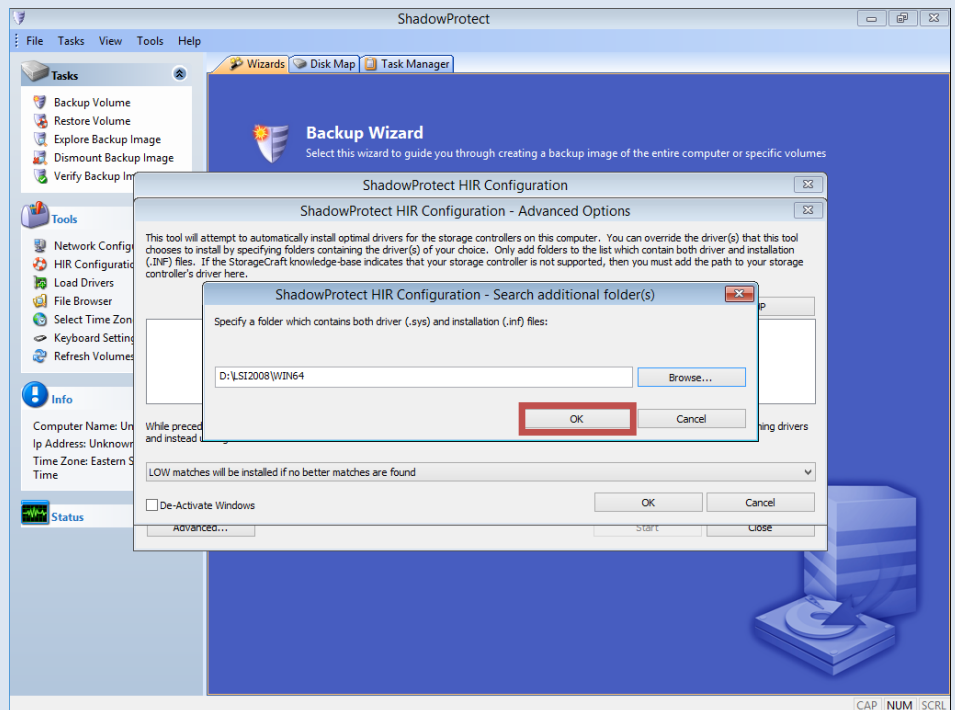 ShadowProtect
File Tasks View Tools Help
Wizards Disk Map Task Manager
Tasks
Backup Volume
Restore Volume
Explore Backup Image
Dismount Backup Image
Verify Backup Im
Tools
Network Configu
HIR Configuratio
Load Drivers
File Browser
Select Time Zon
Keyboard Setting
Refresh Volumes
Info
Computer Name: Un
Ip Address: Unknown
Time Zone: Eastern S
Time
Status
Backup Wizard
Select this wizard to guide you through creating a backup image of the entire computer or specific volumes
ShadowProtect HIR Configuration
ShadowProtect HIR Configuration - Advanced Options
This tool will attempt to automatically install optimal drivers for the storage controllers on this computer. You can override the driver(s) that this tool
chooses to install by specifying folders containing the driver(s) of your choice. Only add folders to the list which contain both driver and installation
(.INF) files. If the StorageCraft knowledge-base indicates that your storage controller is not supported, then you must add the path to your storage
controller's driver here.
ShadowProtect HIR Configuration - Search additional folder(s)
Specify a folder which contains both driver (.sys) and installation (.inf) files:
D:\LSI2008\WIN64
Browse...
OK Cancel
While preced
ning drivers
and instead u
LOW matches will be installed if no better matches are found
De-Activate Windows
OK Cancel
Advanced... Start Close
CAP NUM SCRL